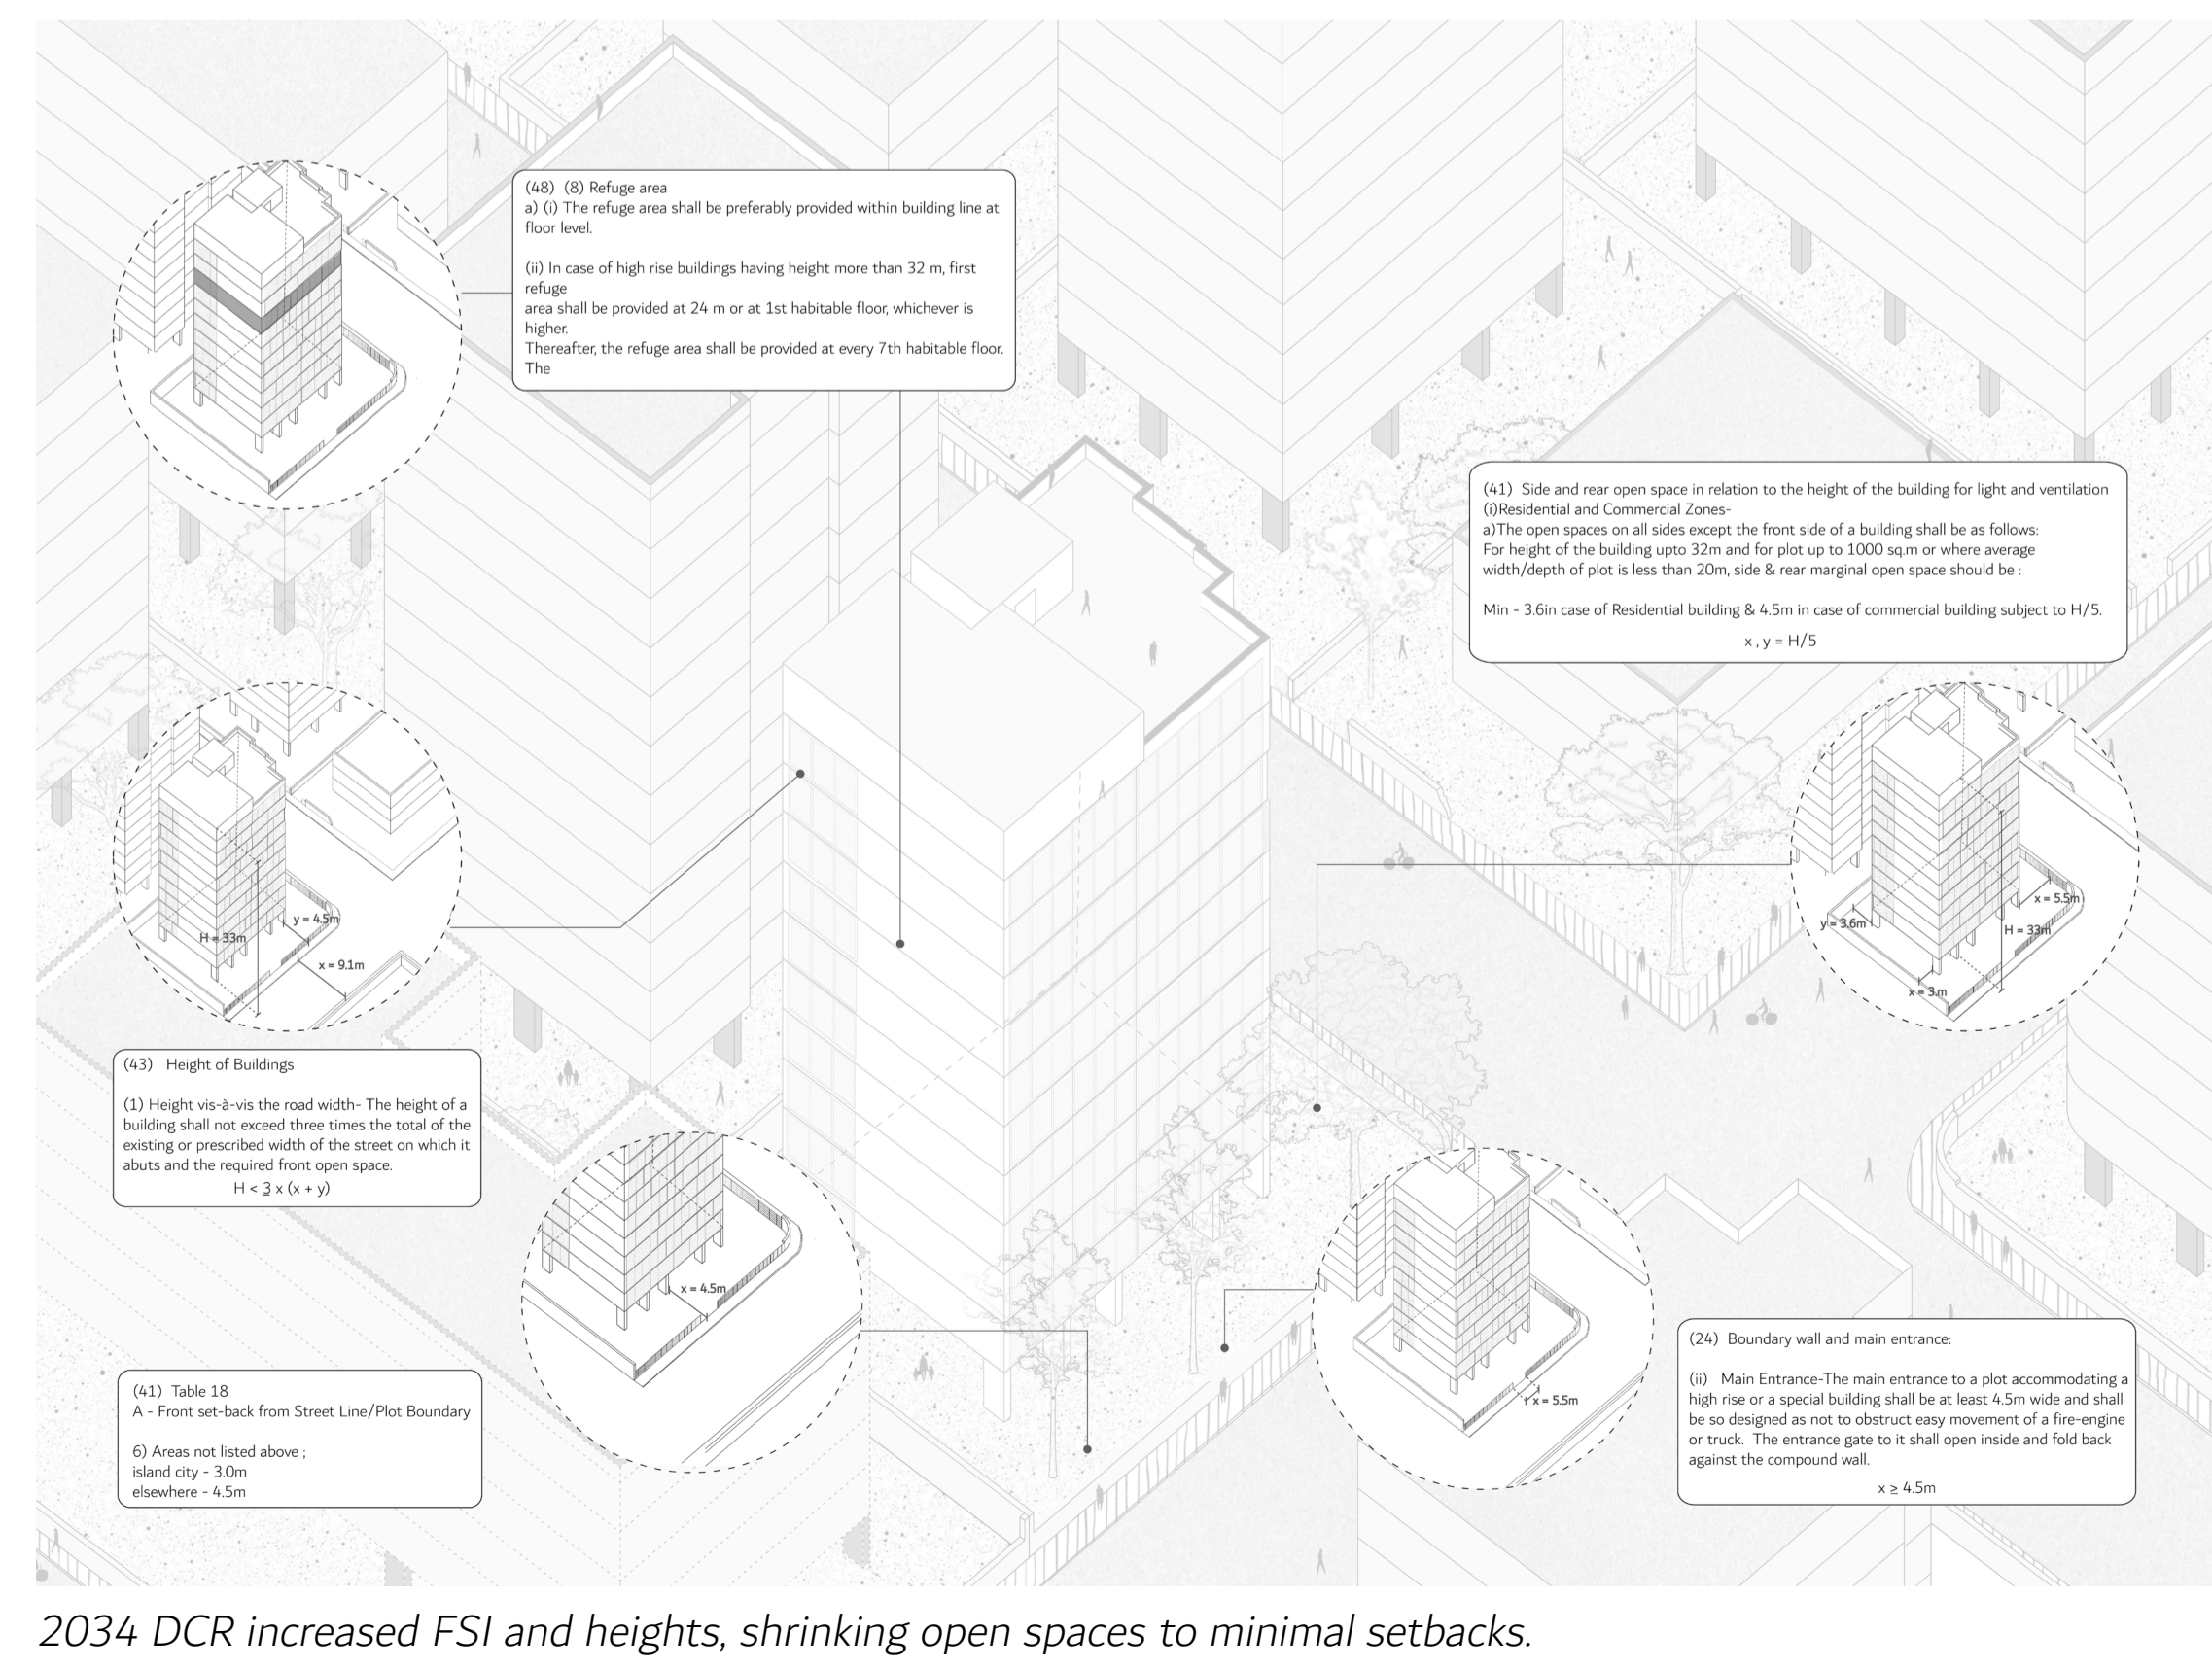 (48) (8) Refuge area
a) (i) The refuge area shall be preferably provided within building line at
floor level.
(ii) In case of high rise buildings having height more than 32 m, first
refuge
area shall be provided at 24 m or at 1st habitable floor, whichever is
higher.
Thereafter, the refuge area shall be provided at every 7th habitable floor.
The
(41) Side and rear open space in relation to the height of the building for light and ventilation
(i)Residential and Commercial Zones-
a)The open spaces on all sides except the front side of a building shall be as follows:
For height of the building upto 32m and for plot up to 1000 sq.m or where average
width/depth of plot is less than 20m, side & rear marginal open space should be :
Min - 3.6in case of Residential building & 4.5m in case of commercial building subject to H/5.
x , y = H/5
y = 4.5m
H = 33m
x = 9.1m
x = 5.5m
y = 3.6m
H = 33m
x = 3.m
(43) Height of Buildings
(1) Height vis-à-vis the road width- The height of a
building shall not exceed three times the total of the
existing or prescribed width of the street on which it
abuts and the required front open space.
H < 3 x (x + y)
x = 4.5m
x = 5.5m
(41) Table 18
A - Front set-back from Street Line/Plot Boundary
6) Areas not listed above ;
island city - 3.0m
elsewhere - 4.5m
(24) Boundary wall and main entrance:
(ii) Main Entrance-The main entrance to a plot accommodating a
high rise or a special building shall be at least 4.5m wide and shall
be so designed as not to obstruct easy movement of a fire-engine
or truck. The entrance gate to it shall open inside and fold back
against the compound wall.
x ≥ 4.5m
2034 DCR increased FSI and heights, shrinking open spaces to minimal setbacks.